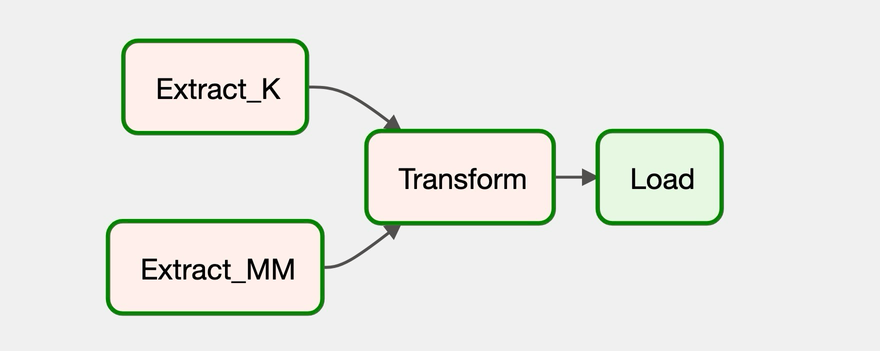 Extract_K
Transform
Load
Extract_MM